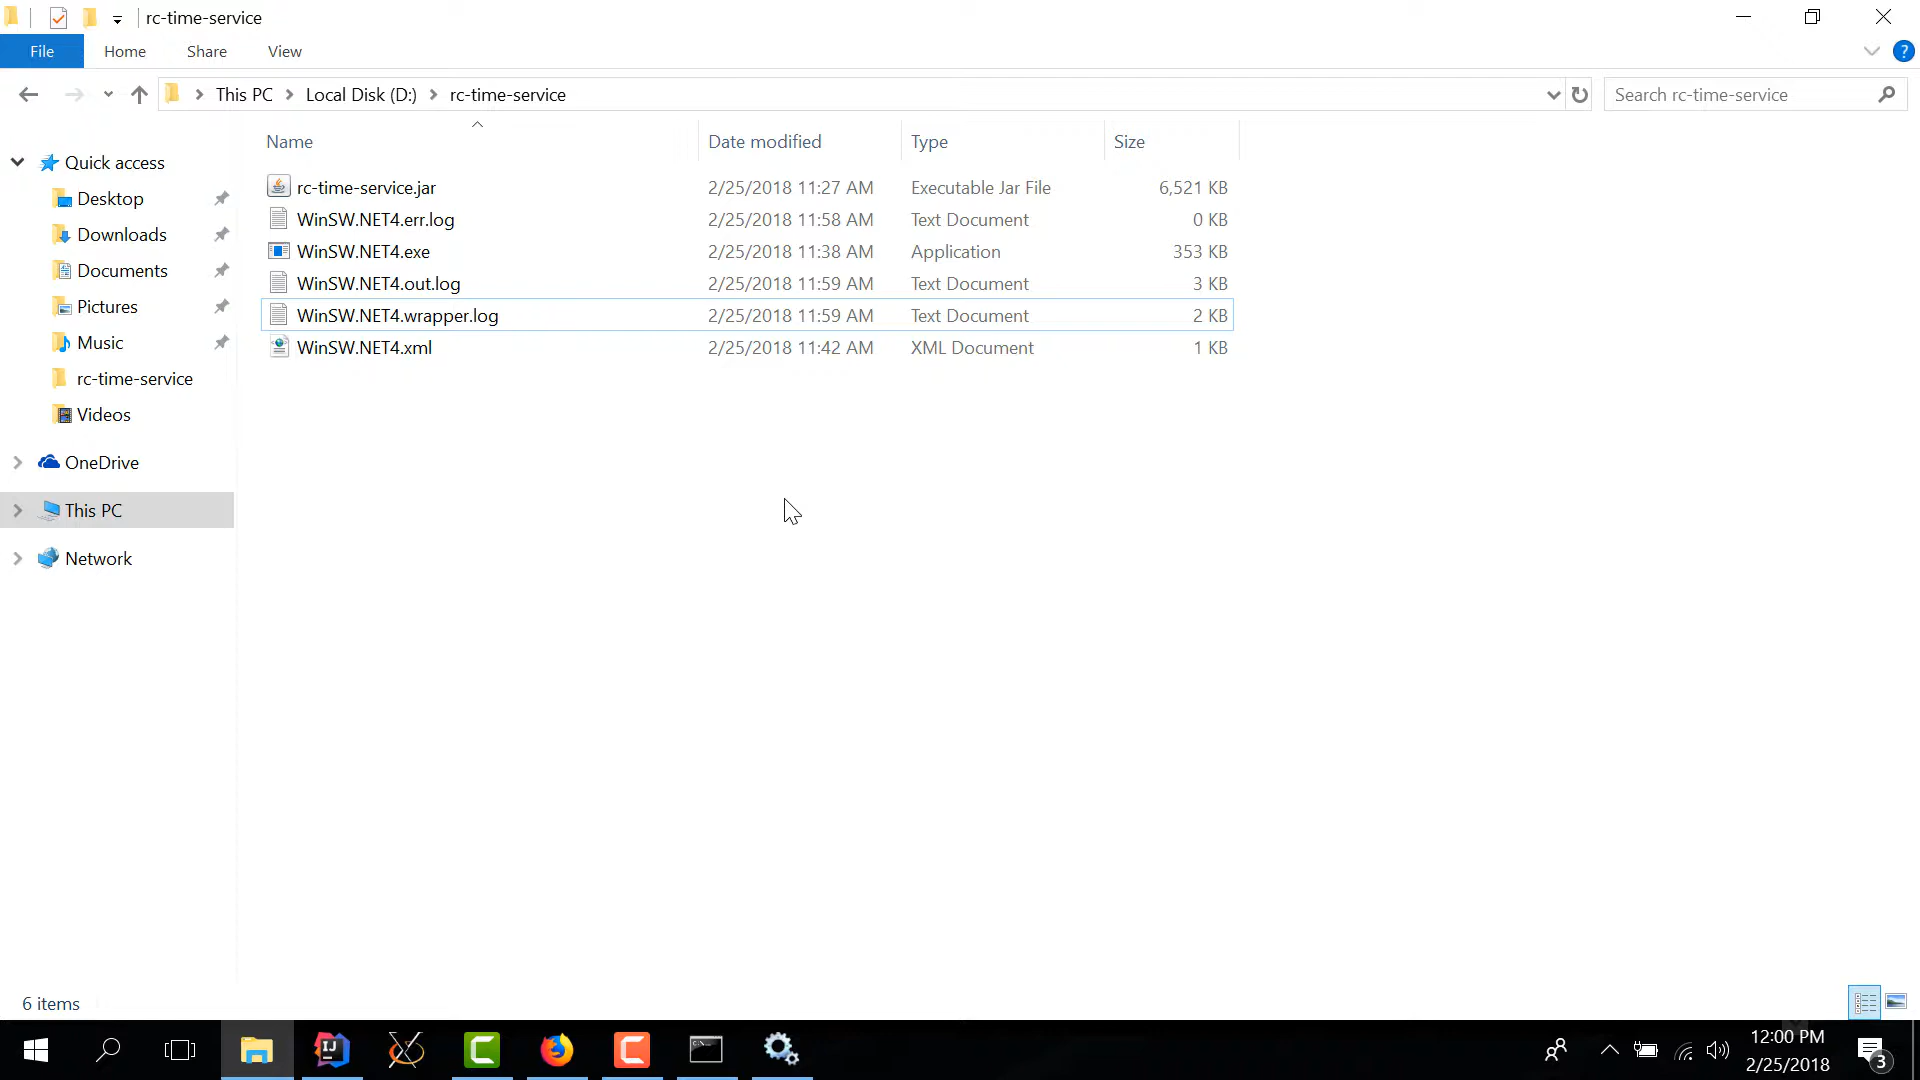 rc-time-service
File Home Share View
This PC Local Disk (D:) rc-time-service
Search rc-time-service
Name Date modified Type Size
rc-time-service.jar 2/25/2018 11:27 AM Executable Jar File 6,521 KB
WinSW.NET4.err.log 2/25/2018 11:58 AM Text Document 0 KB
WinSW.NET4.exe 2/25/2018 11:38 AM Application 353 KB
WinSW.NET4.out.log 2/25/2018 11:59 AM Text Document 3 KB
WinSW.NET4.wrapper.log 2/25/2018 11:59 AM Text Document 2 KB
WinSW.NET4.xml 2/25/2018 11:42 AM XML Document 1 KB
Quick access
Desktop
Downloads
Documents
Pictures
Music
rc-time-service
Videos
OneDrive
This PC
Network
6 items
IJ
C
C
12:00 PM
2/25/2018
3